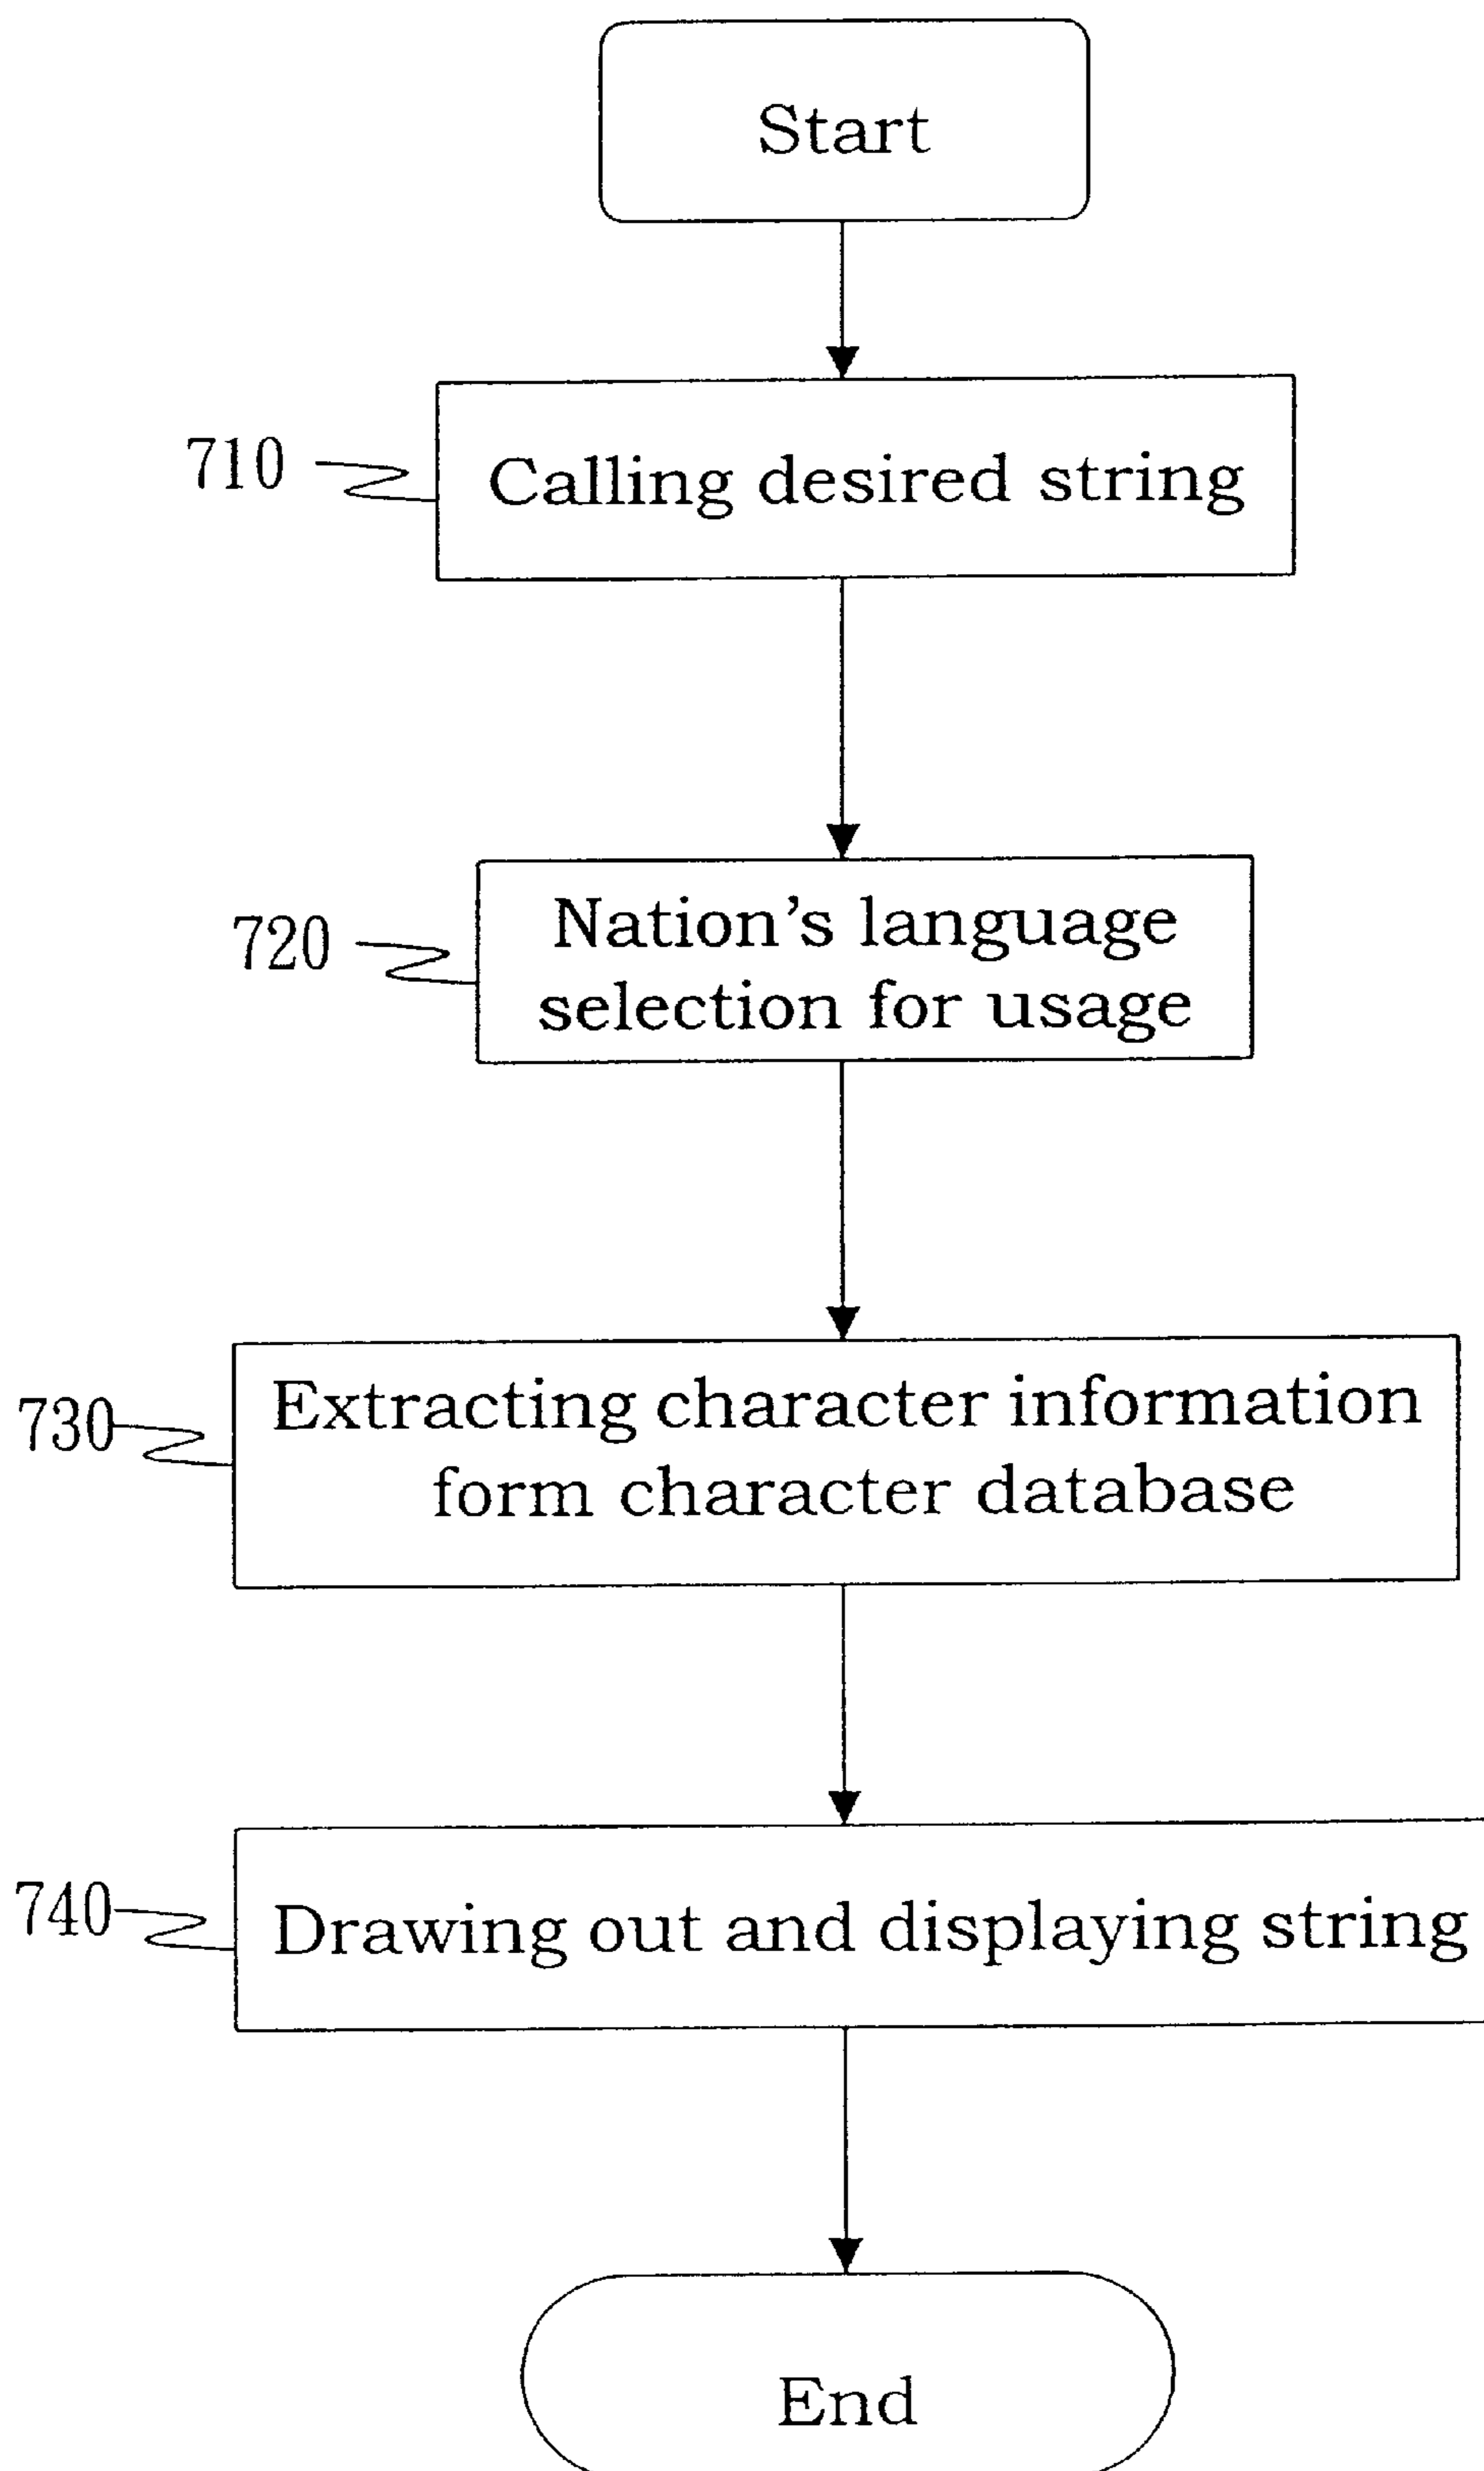 Start
710
Calling desired string
720
Nation's language
selection for usage
730
Extracting character information
form character database
740
Drawing out and displaying string
End